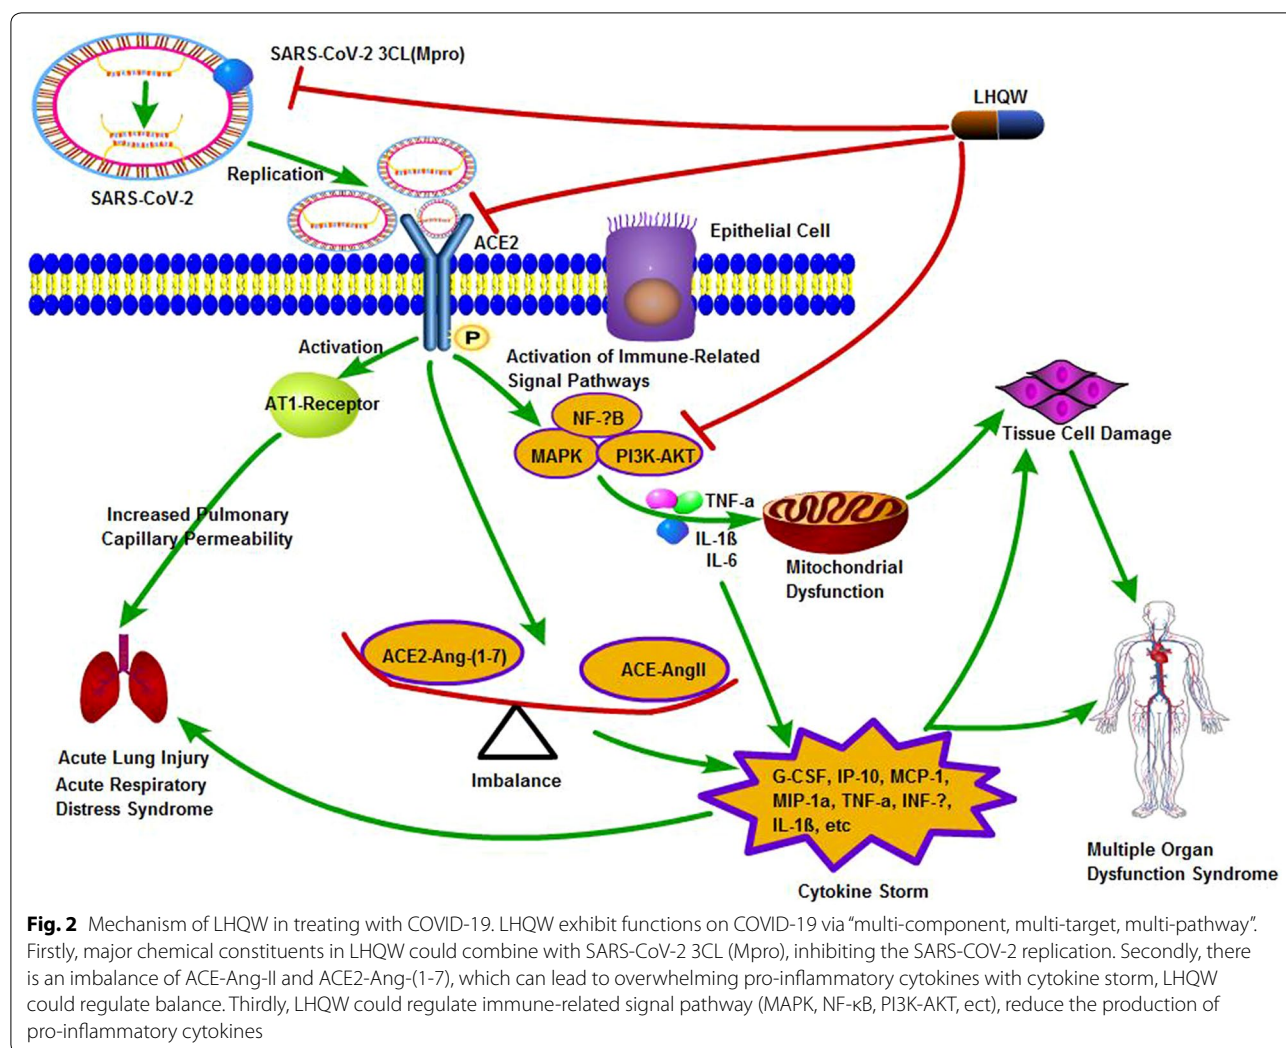 SARS-CoV-2 3CL(Mpro)
LHQW
SARS-CoV-2
Replication
ACE2
Epithelial Cell
P
Activation
Activation of Immune-Related
Signal Pathways
AT1-Receptor
NF-?B
MAPK
PI3K-AKT
Tissue Cell Damage
TNF-a
IL-1ß
IL-6
Increased Pulmonary
Capillary Permeability
Mitochondrial
Dysfunction
ACE2-Ang-(1-7)
ACE-AngII
Imbalance
Acute Lung Injury
Acute Respiratory
Distress Syndrome
G-CSF, IP-10, MCP-1,
MIP-1a, TNF-a, INF-?,
IL-1ß, etc
Cytokine Storm
Multiple Organ
Dysfunction Syndrome
Fig. 2 Mechanism of LHQW in treating with COVID-19. LHQW exhibit functions on COVID-19 via “multi-component, multi-target, multi-pathway”.
Firstly, major chemical constituents in LHQW could combine with SARS-CoV-2 3CL (Mpro), inhibiting the SARS-COV-2 replication. Secondly, there
is an imbalance of ACE-Ang-II and ACE2-Ang-(1-7), which can lead to overwhelming pro-inflammatory cytokines with cytokine storm, LHQW
could regulate balance. Thirdly, LHQW could regulate immune-related signal pathway (MAPK, NF-κB, PI3K-AKT, ect), reduce the production of
pro-inflammatory cytokines